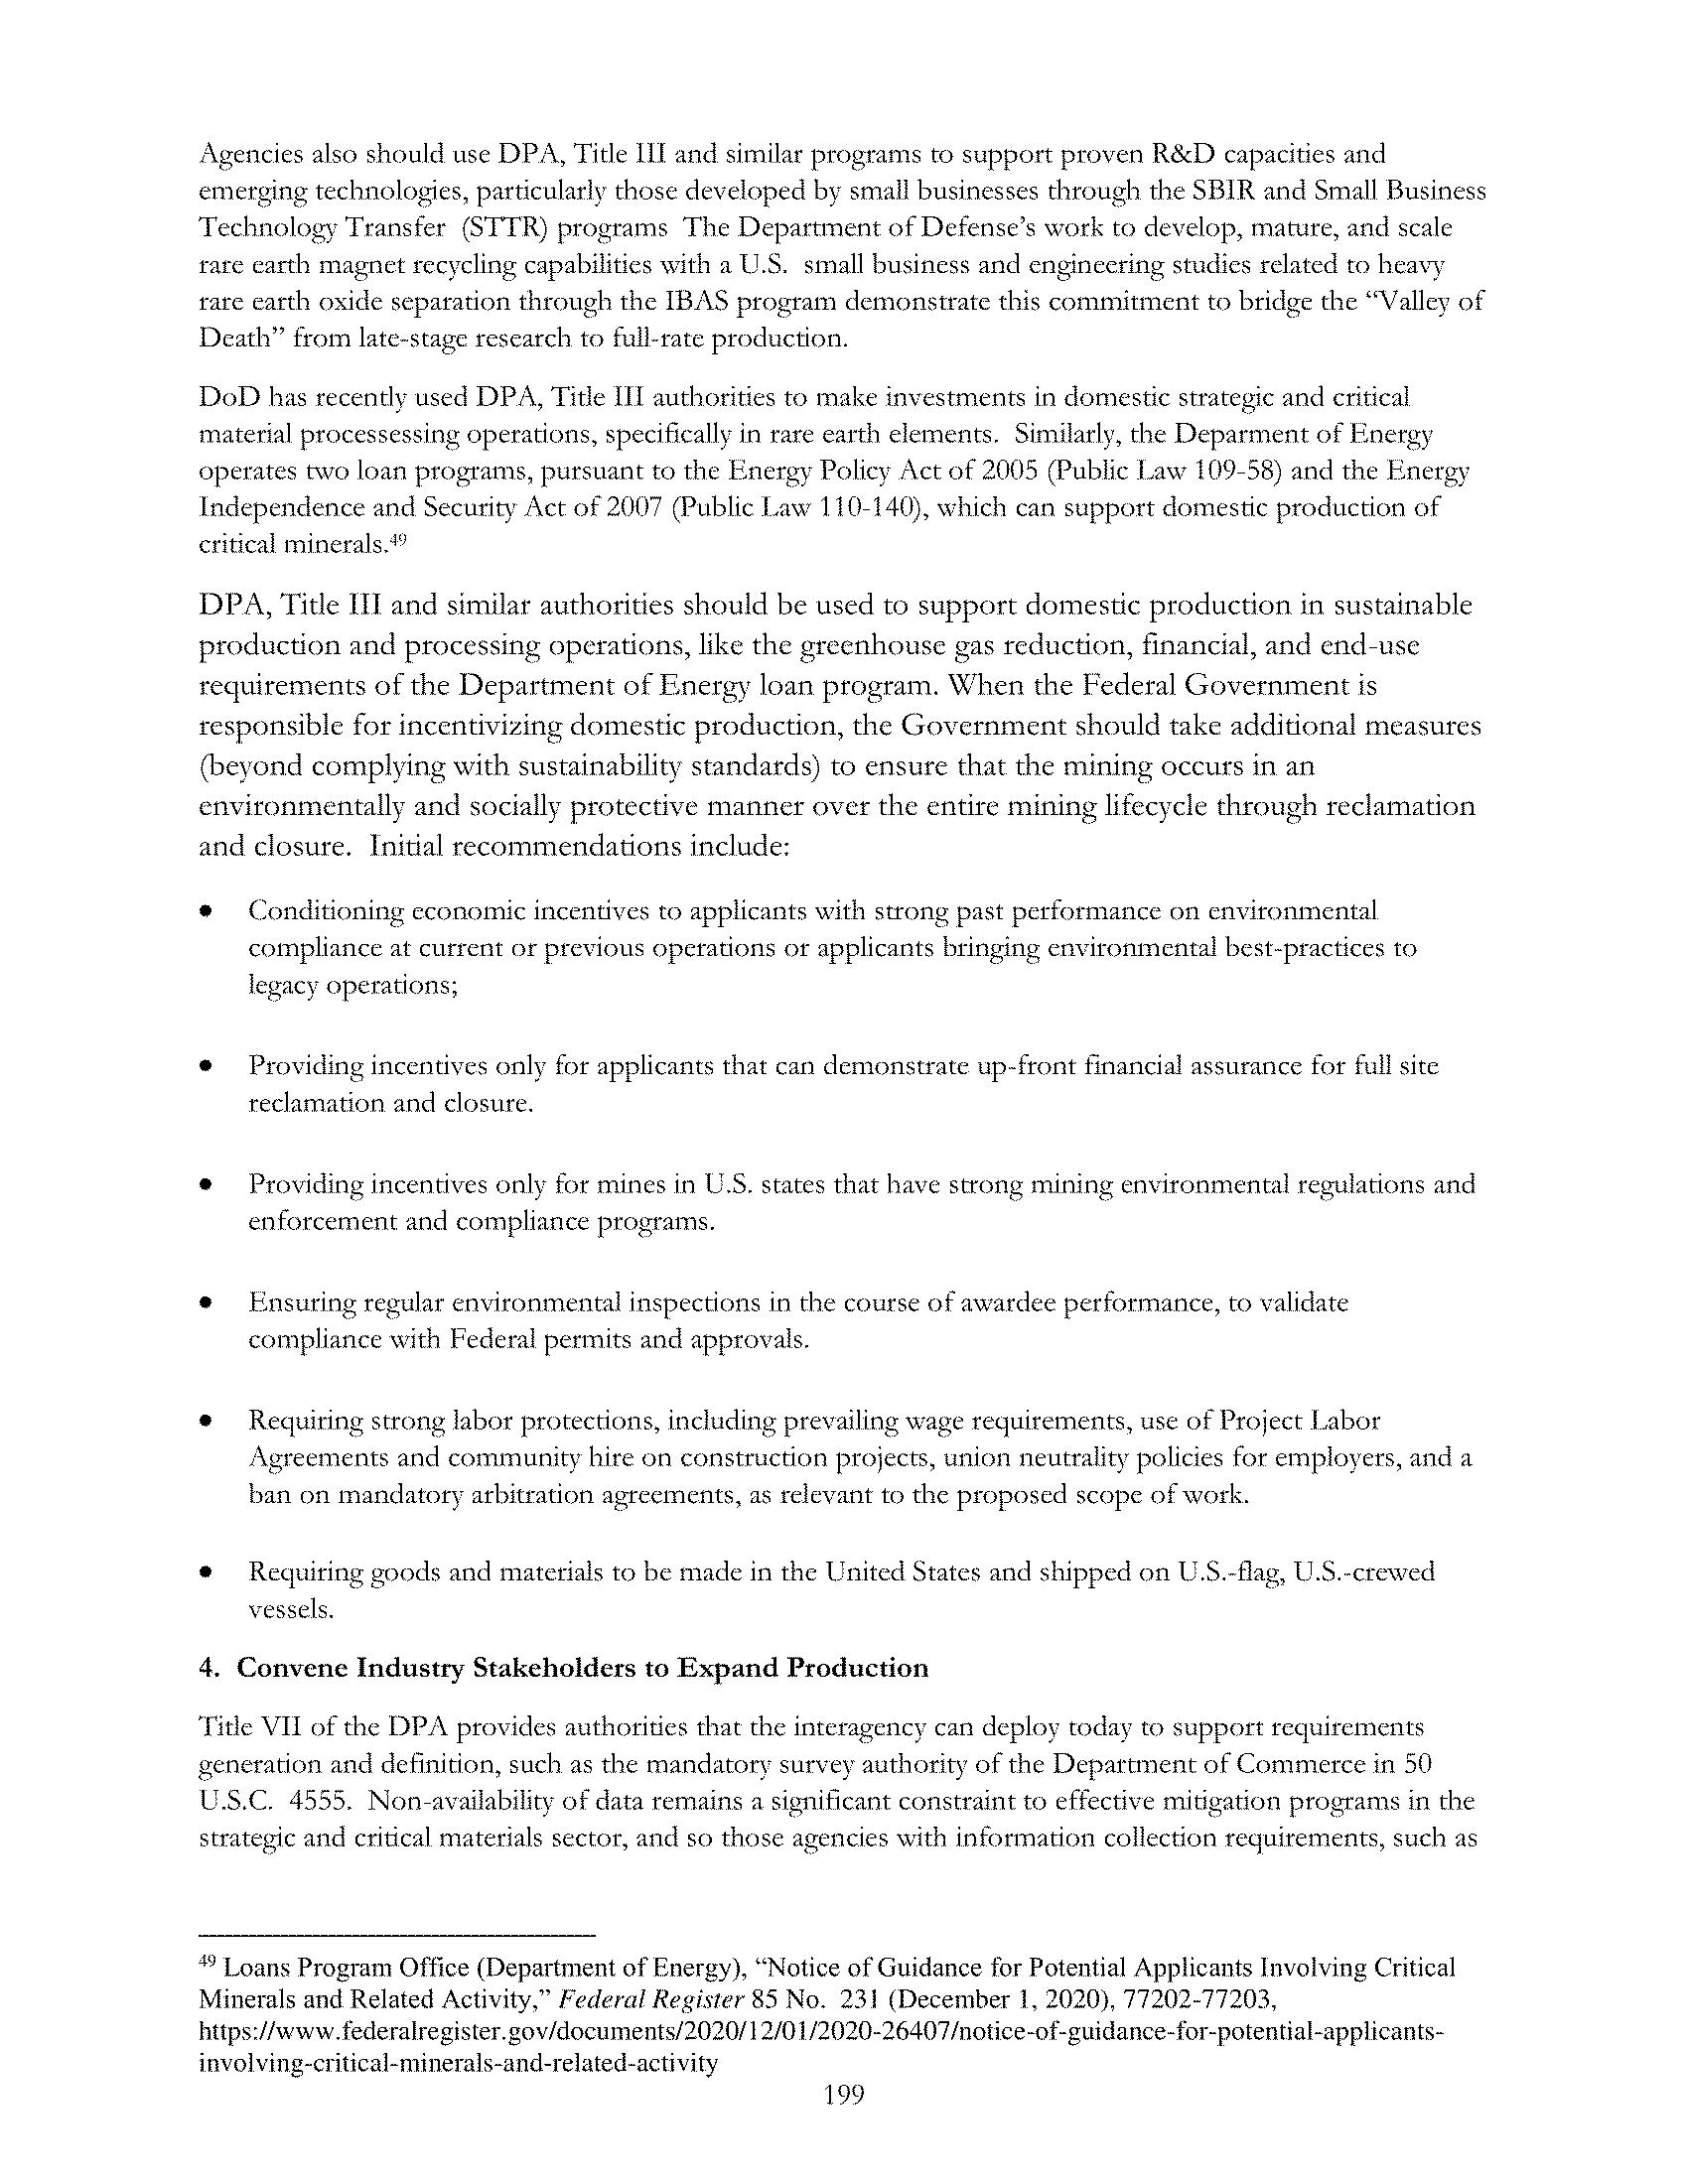 Agencies also should use DPA, Title III and similar programs to support proven R&D capacities and
emerging technologies, particularly those developed by small businesses through the SBIR and Small Business
Technology Transfer (STTR) programs The Department of Defense's work to develop, mature, and scale
rare earth magnet recycling capabilities with a U.S. small business and engineering studies related to heavy
rare earth oxide separation through the IBAS program demonstrate this commitment to bridge the “Valley of
Death” from late-stage research to full-rate production.
DoD has recently used DPA, Title III authorities to make investments in domestic strategic and critical
material processessing operations, specifically in rare earth elements. Similarly, the Deparment of Energy
operates two loan programs, pursuant to the Energy Policy Act of 2005 (Public Law 109-58) and the Energy
Independence and Security Act of 2007 (Public Law 110-140), which can support domestic production of
critical minerals.49
DPA, Title III and similar authorities should be used to support domestic production in sustainable
production and processing operations, like the greenhouse gas reduction, financial, and end-use
requirements of the Department of Energy loan program. When the Federal Government is
responsible for incentivizing domestic production, the Government should take additional measures
(beyond complying with sustainability standards) to ensure that the mining occurs in an
environmentally and socially protective manner over the entire mining lifecycle through reclamation
and closure. Initial recommendations include:
• Conditioning economic incentives to applicants with strong past performance on environmental
compliance at current or previous operations or applicants bringing environmental best-practices to
legacy operations;
• Providing incentives only for applicants that can demonstrate up-front financial assurance for full site
reclamation and closure.
• Providing incentives only for mines in U.S. states that have strong mining environmental regulations and
enforcement and compliance programs.
• Ensuring regular environmental inspections in the course of awardee performance, to validate
compliance with Federal permits and approvals.
• Requiring strong labor protections, including prevailing wage requirements, use of Project Labor
Agreements and community hire on construction projects, union neutrality policies for employers, and a
ban on mandatory arbitration agreements, as relevant to the proposed scope of work.
• Requiring goods and materials to be made in the United States and shipped on U.S.-flag, U.S.-crewed
vessels.
4. Convene Industry Stakeholders to Expand Production
Title VII of the DPA provides authorities that the interagency can deploy today to support requirements
generation and definition, such as the mandatory survey authority of the Department of Commerce in 50
U.S.C. 4555. Non-availability of data remains a significant constraint to effective mitigation programs in the
strategic and critical materials sector, and so those agencies with information collection requirements, such as
49 Loans Program Office (Department of Energy), “Notice of Guidance for Potential Applicants Involving Critical
Minerals and Related Activity,” Federal Register 85 No. 231 (December 1, 2020), 77202-77203,
https://www.federalregister.gov/documents/2020/12/01/2020-26407/notice-of-guidance-for-potential-applicants-
involving-critical-minerals-and-related-activity
199